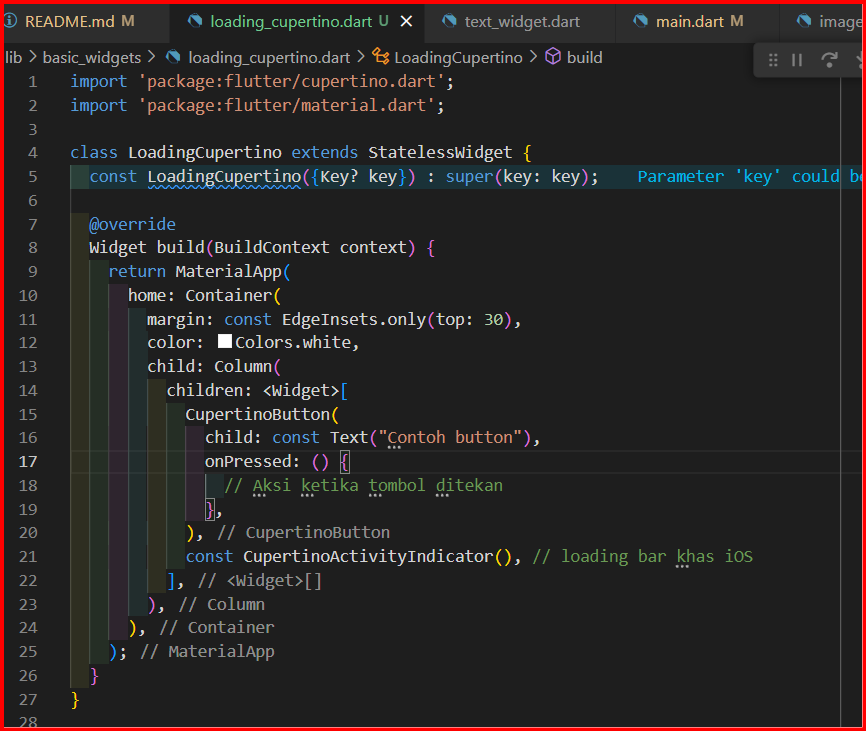 README.md M loading_cupertino.dart U text_widget.dart main.dart M image
lib > basic_widgets > loading_cupertino.dart > LoadingCupertino > build
1 import 'package:flutter/cupertino.dart';
2 import 'package:flutter/material.dart';
3
4 class LoadingCupertino extends StatelessWidget {
5 const LoadingCupertino({Key? key}) : super(key: key); Parameter 'key' could be
6
7 @override
8 Widget build(BuildContext context) {
9 return MaterialApp(
10 home: Container(
11 margin: const EdgeInsets.only(top: 30),
12 color: Colors.white,
13 child: Column(
14 children: <Widget>[
15 CupertinoButton(
16 child: const Text("Contoh button"),
17 onPressed: () {
18 // Aksi ketika tombol ditekan
19 },
20 ), // CupertinoButton
21 const CupertinoActivityIndicator(), // loading bar khas iOS
22 ], // <Widget>[]
23 ), // Column
24 ), // Container
25 ); // MaterialApp
26 }
27 }
28